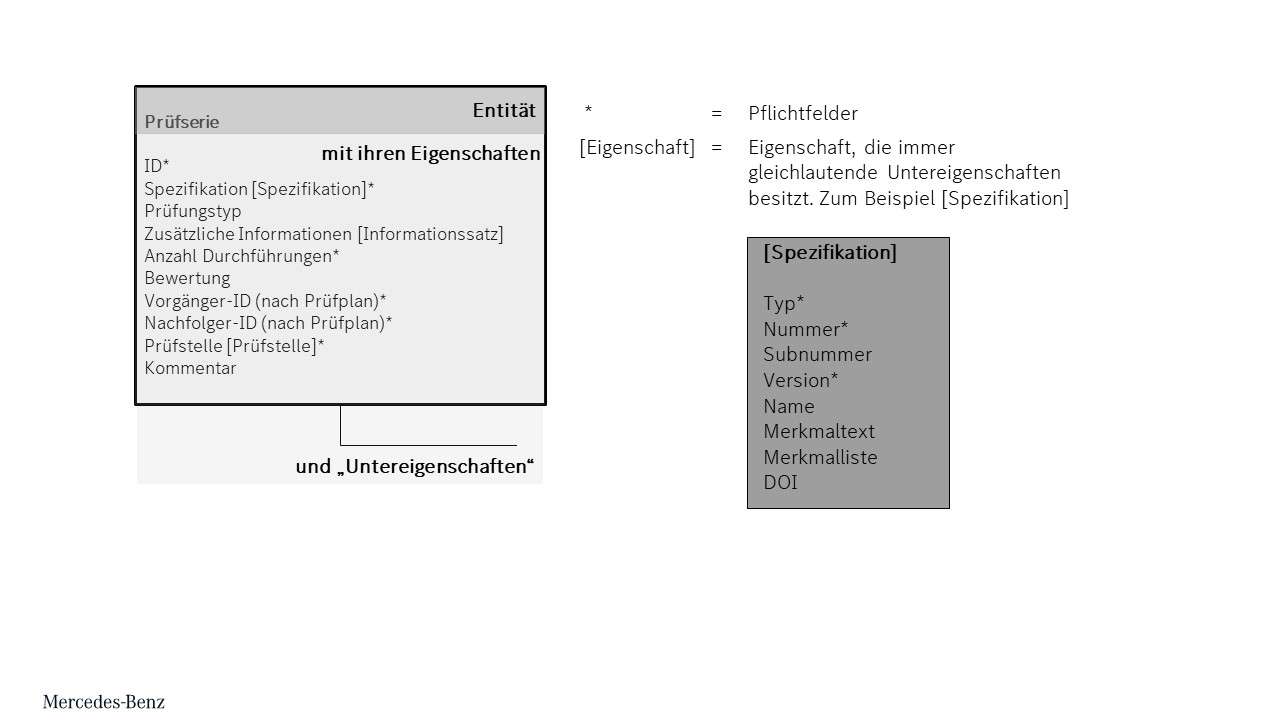 Entität
Prüfserie
mit ihren Eigenschaften
ID*
Spezifikation [Spezifikation]*
Prüfungstyp
Zusätzliche Informationen [Informationssatz]
Anzahl Durchführungen*
Bewertung
Vorgänger-ID (nach Prüfplan)*
Nachfolger-ID (nach Prüfplan)*
Prüfstelle [Prüfstelle]*
Kommentar
und „Untereigenschaften“
* = Pflichtfelder
[Eigenschaft] = Eigenschaft, die immer
gleichlautende Untereigenschaften
besitzt. Zum Beispiel [Spezifikation]
[Spezifikation]
Typ*
Nummer*
Subnummer
Version*
Name
Merkmaltext
Merkmalliste
DOI
Mercedes-Benz